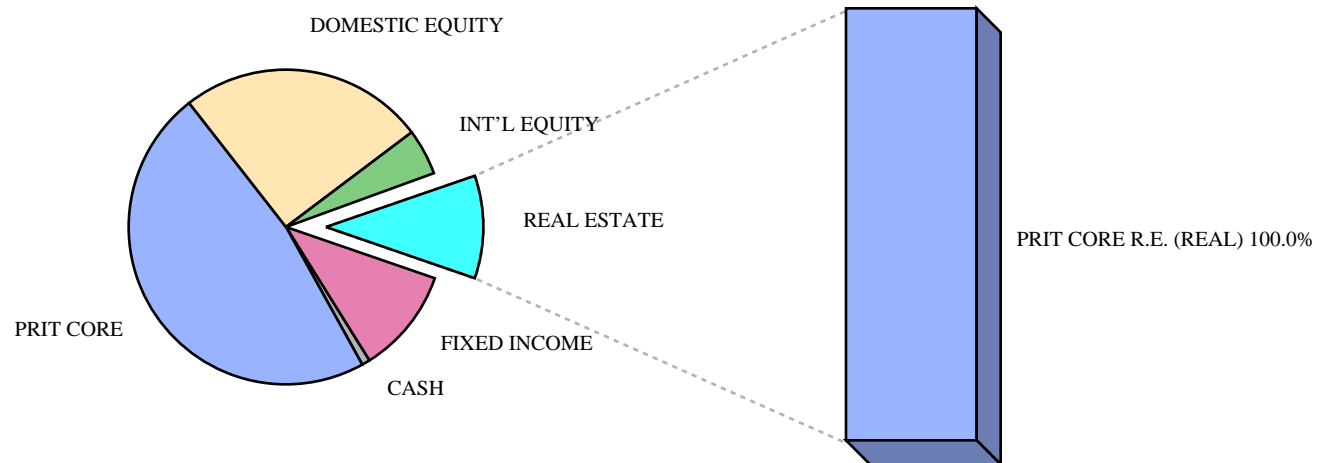 DOMESTIC EQUITY
INT’L EQUITY
REAL ESTATE
PRIT CORE R.E. (REAL) 100.0%
PRIT CORE
FIXED INCOME
CASH